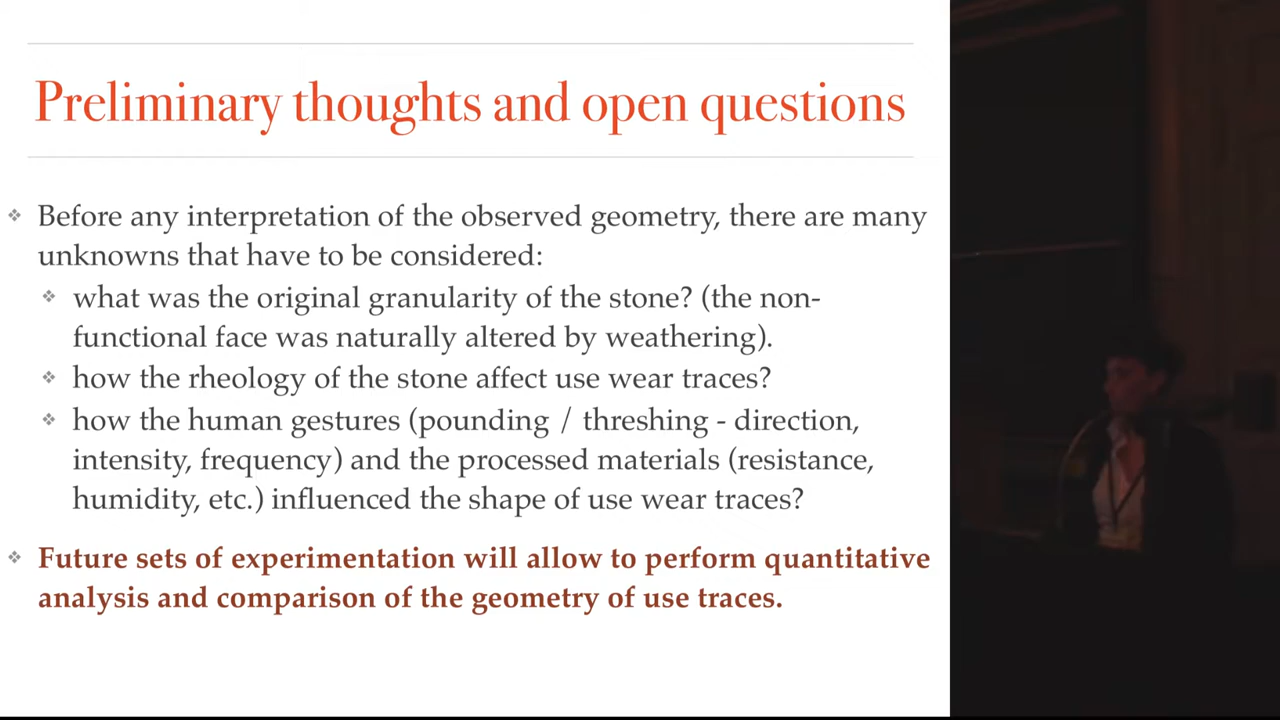 Preliminary thoughts and open questions
Before any interpretation of the observed geometry, there are many
unknowns that have to be considered:
what was the original granularity of the stone? (the non-
functional face was naturally altered by weathering).
how the rheology of the stone affect use wear traces?
how the human gestures (pounding / threshing - direction,
intensity, frequency) and the processed materials (resistance,
humidity, etc.) influenced the shape of use wear traces?
Future sets of experimentation will allow to perform quantitative
analysis and comparison of the geometry of use traces.